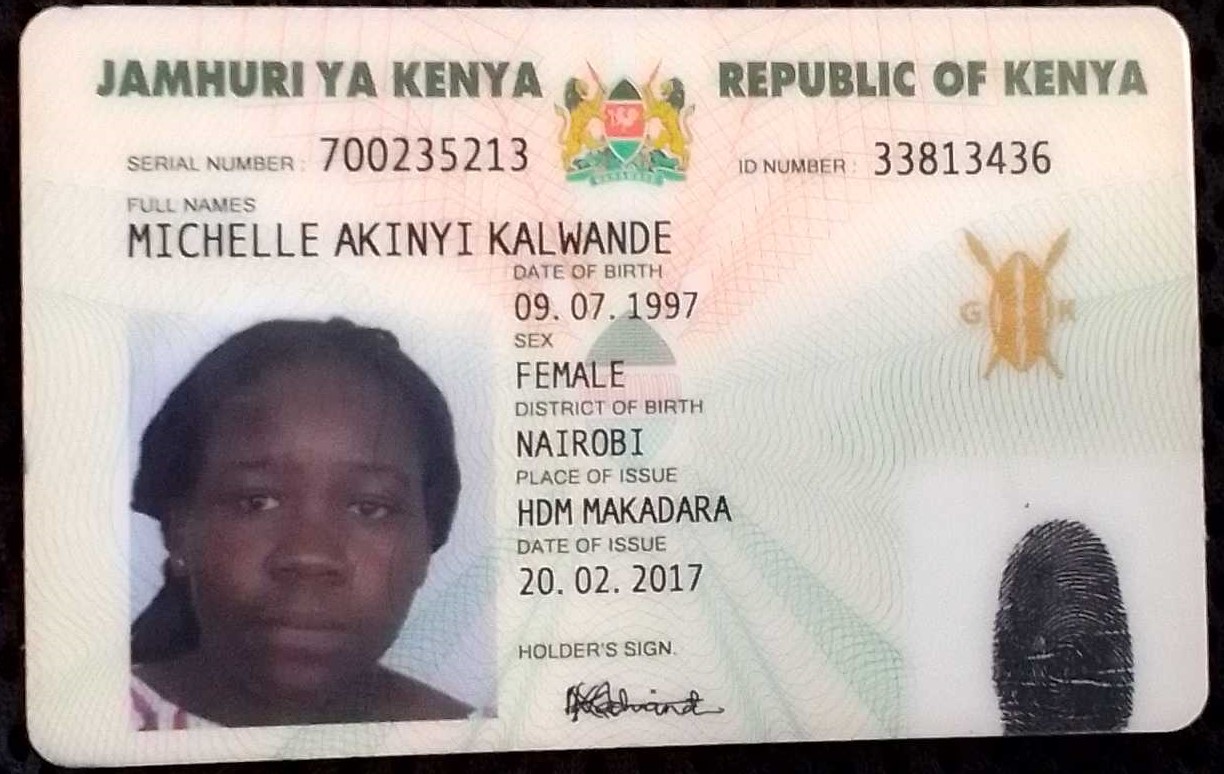 JAMHURI YA KENYA REPUBLIC OF KENYA
SERIAL NUMBER : 700235213 ID NUMBER : 33813436
FULL NAMES
MICHELLE AKINYI KALWANDE
DATE OF BIRTH
09. 07. 1997
SEX
FEMALE
DISTRICT OF BIRTH
NAIROBI
PLACE OF ISSUE
HDM MAKADARA
DATE OF ISSUE
20. 02. 2017
HOLDER'S SIGN.
G K